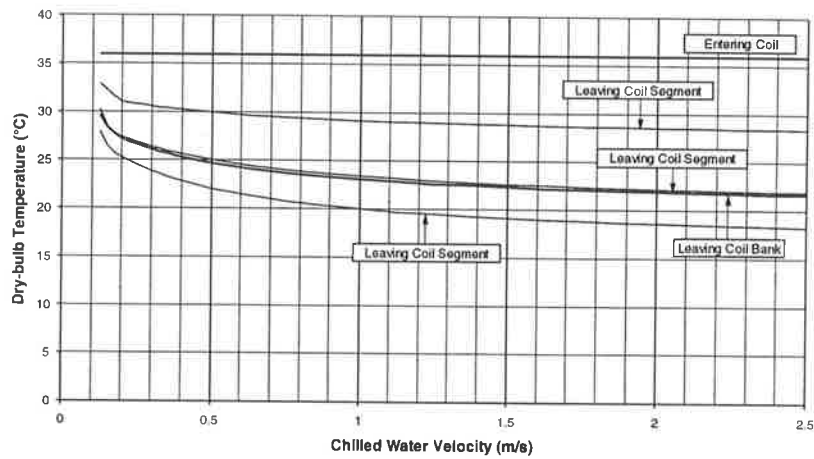 40
35
30
25
20
15
10
5
0
Dry-bulb Temperature (°C)
Entering Coil
Leaving Coil Segment
Leaving Coil Segment
Leaving Coil Bank
Leaving Coil Segment
0
0.5
1
1.5
2
2.5
Chilled Water Velocity (m/s)